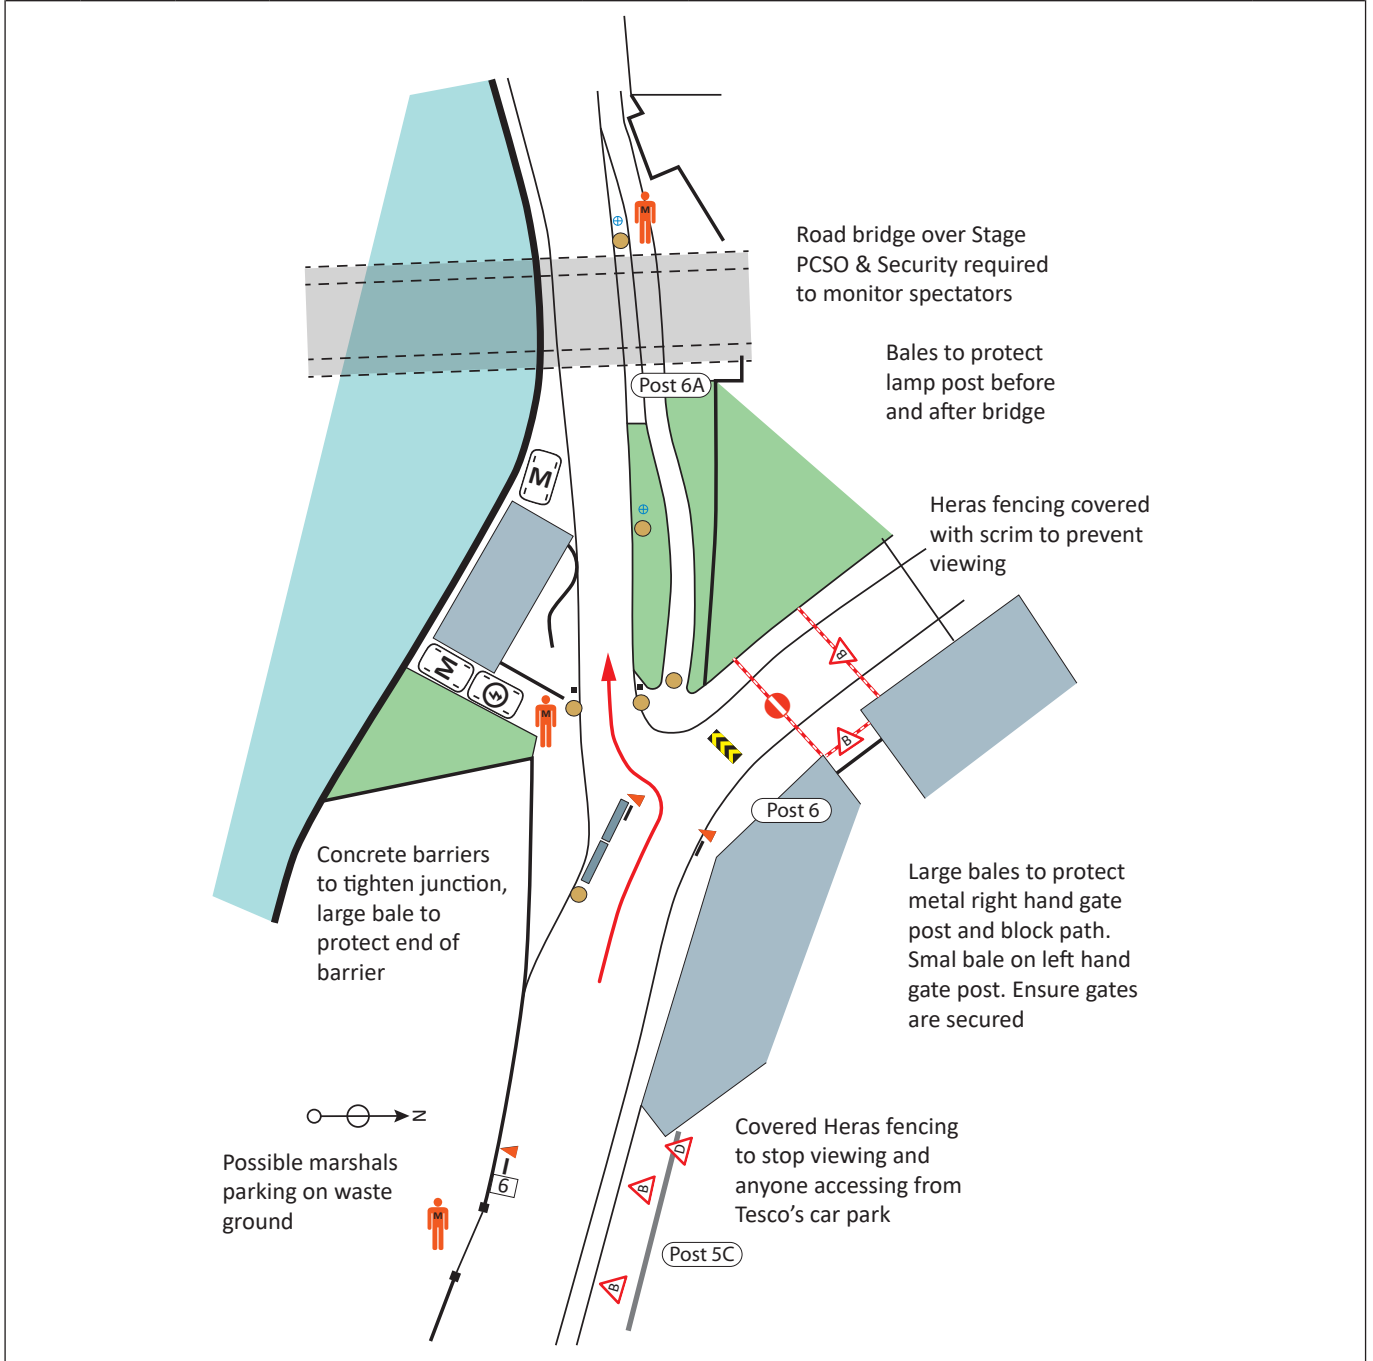 M
Road bridge over Stage
PCSO & Security required
to monitor spectators
Bales to protect
lamp post before
and after bridge
Post 6A
M
Heras fencing covered
with scrim to prevent
viewing
B
M
M
B
Post 6
Concrete barriers
to tighten junction,
large bale to
protect end of
barrier
Large bales to protect
metal right hand gate
post and block path.
Smal bale on left hand
gate post. Ensure gates
are secured
N
Possible marshals
parking on waste
ground
6
M
Covered Heras fencing
to stop viewing and
anyone accessing from
Tesco's car park
D
B
Post 5C
B